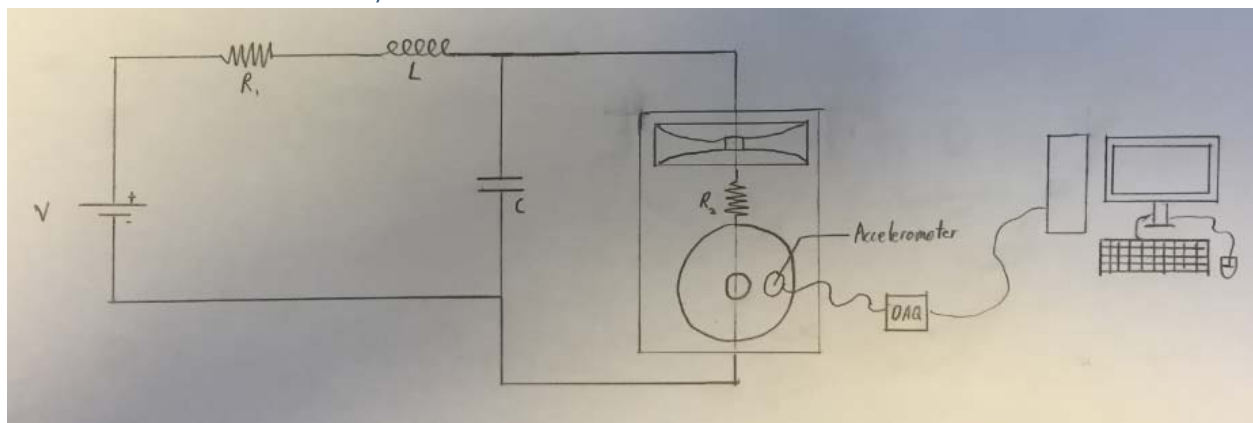 R₁
L
V
+
-
C
R₂
Accelerometer
DAQ